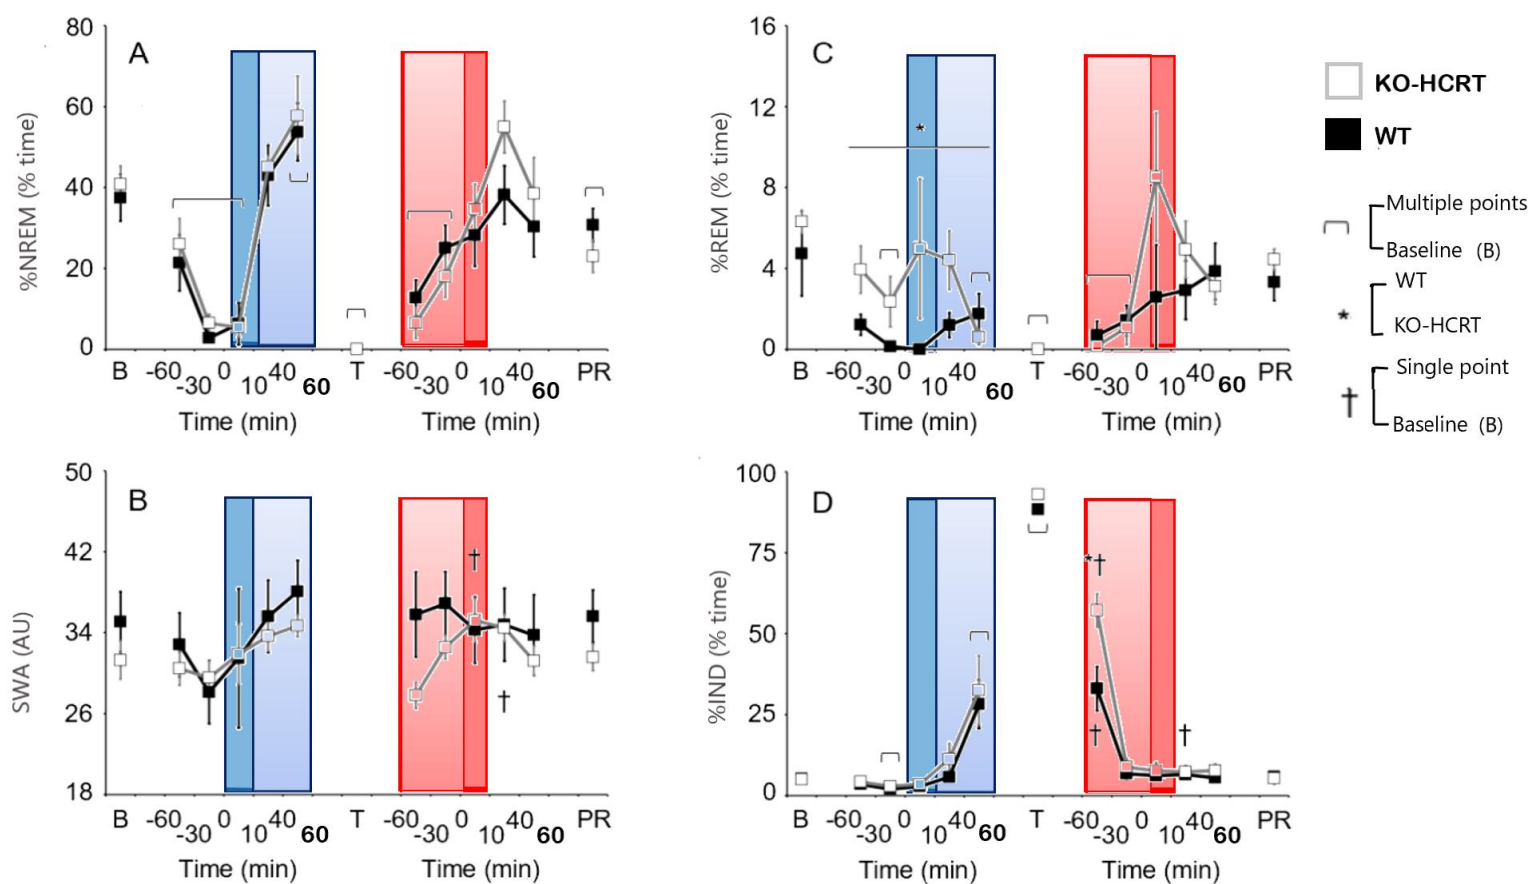 80
A
60
40
20
0
%NREM (% time)
B -60 -30 0 10 40 60 T -60 -30 0 10 40 60 PR
Time (min) Time (min)
16
C
*
12
8
4
0
%REM (% time)
B -60 -30 0 10 40 60 T -60 -30 0 10 40 60 PR
Time (min) Time (min)
KO-HCRT
WT
Multiple points
Baseline (B)
WT
*
KO-HCRT
Single point
†
Baseline (B)
50
B
42
†
34
26
†
18
SWA (AU)
B -60 -30 0 10 40 60 T -60 -30 0 10 40 60 PR
Time (min) Time (min)
100
D
75
*†
50
25
† †
0
%IND (% time)
B -60 -30 0 10 40 60 T -60 -30 0 10 40 60 PR
Time (min) Time (min)